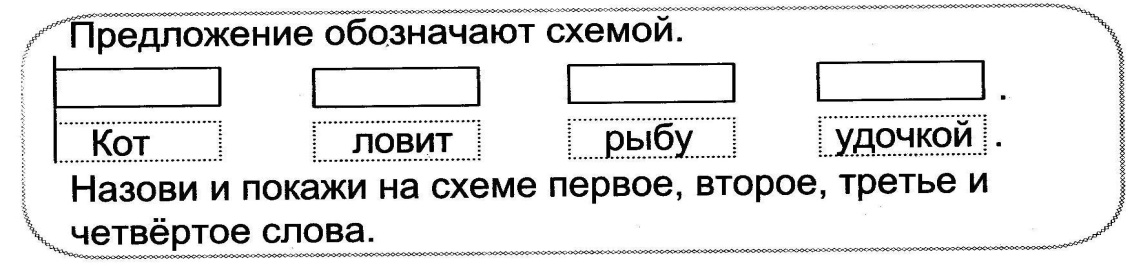 Предложение обозначают схемой.
.
Кот ловит рыбу удочкой .
Назови и покажи на схеме первое, второе, третье и
четвёртое слова.